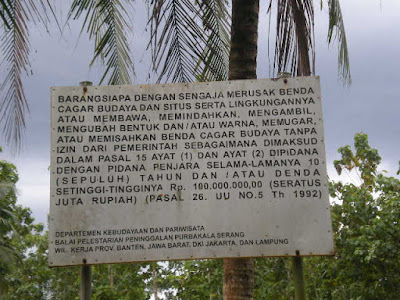 BARANGSIAPA DENGAN SENGAJA MERUSAK BENDA
CAGAR BUDAYA DAN SITUS SERTA LINGKUNGANNYA
ATAU MEMBAWA, MEMINDAHKAN, MENGAMBIL,
MENGUBAH BENTUK DAN/ATAU WARNA, MEMUGAR,
ATAU MEMISAHKAN BENDA CAGAR BUDAYA TANPA
IZIN DARI PEMERINTAH SEBAGAIMANA DIMAKSUD
DALAM PASAL 15 AYAT (1) DAN AYAT (2) DIPIDANA
DENGAN PIDANA PENJARA SELAMA-LAMANYA 10
(SEPULUH) TAHUN DAN/ATAU DENDA
SETINGGI-TINGGINYA Rp. 100.000.000,00 (SERATUS
JUTA RUPIAH) (PASAL 26. UU NO.5 Th 1992)
DEPARTEMEN KEBUDAYAAN DAN PARIWISATA
BALAI PELESTARIAN PENINGGALAN PURBAKALA SERANG
WIL. KERJA PROV. BANTEN, JAWA BARAT, DKI JAKARTA, DAN LAMPUNG